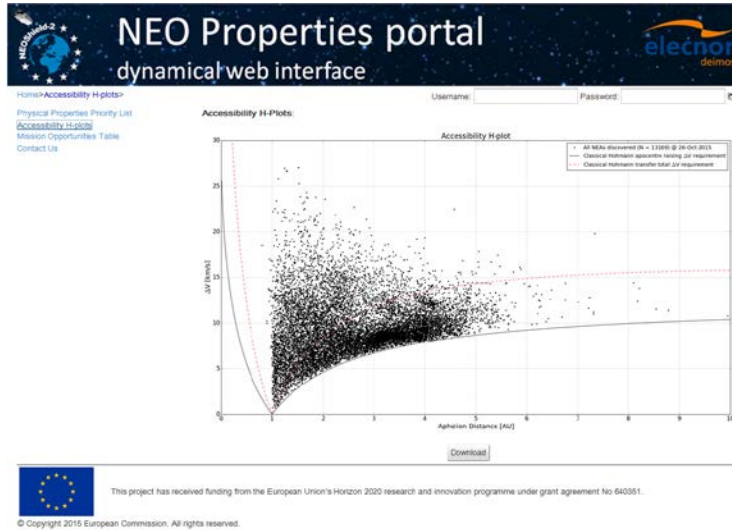 NEOShield-2
NEO Properties portal
dynamical web interface
elecnor
deimos
Home>Accessibility H-plots>
Username:
Password:
Physical Properties Priority List
Accessibility H-plots
Mission Opportunities Table
Contact Us
Accessibility H-Plots:
Accessibility H-plot
All NEAs discovered (N = 13169) @ 26-Oct-2015
Classical Hohmann apocentre raising ΔV requirement
Classical Hohmann transfer total ΔV requirement
30
25
20
15
10
5
0
ΔV [km/s]
0 1 2 3 4 5 6 7 8 9 10
Aphelion Distance [AU]
Download
This project has received funding from the European Union's Horizon 2020 research and innovation programme under grant agreement No 640351.
© Copyright 2015 European Commission. All rights reserved.